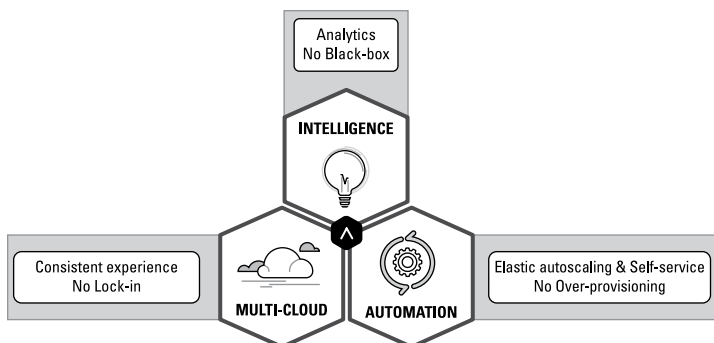 Analytics
No Black-box
INTELLIGENCE
Consistent experience
No Lock-in
MULTI-CLOUD
AUTOMATION
Elastic autoscaling & Self-service
No Over-provisioning